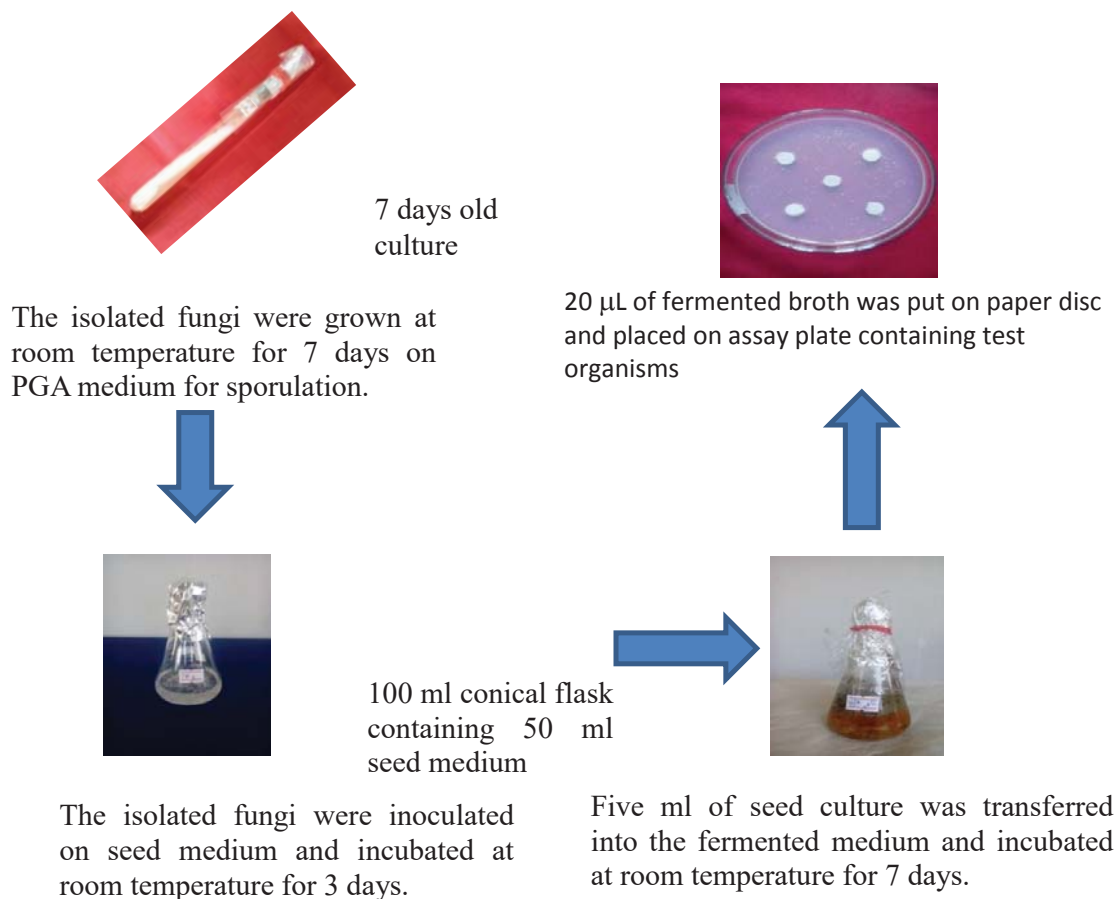 7 days old
culture
The isolated fungi were grown at
room temperature for 7 days on
PGA medium for sporulation.
100 ml conical flask
containing 50 ml
seed medium
The isolated fungi were inoculated
on seed medium and incubated at
room temperature for 3 days.
Five ml of seed culture was transferred
into the fermented medium and incubated
at room temperature for 7 days.
20 μL of fermented broth was put on paper disc
and placed on assay plate containing test
organisms